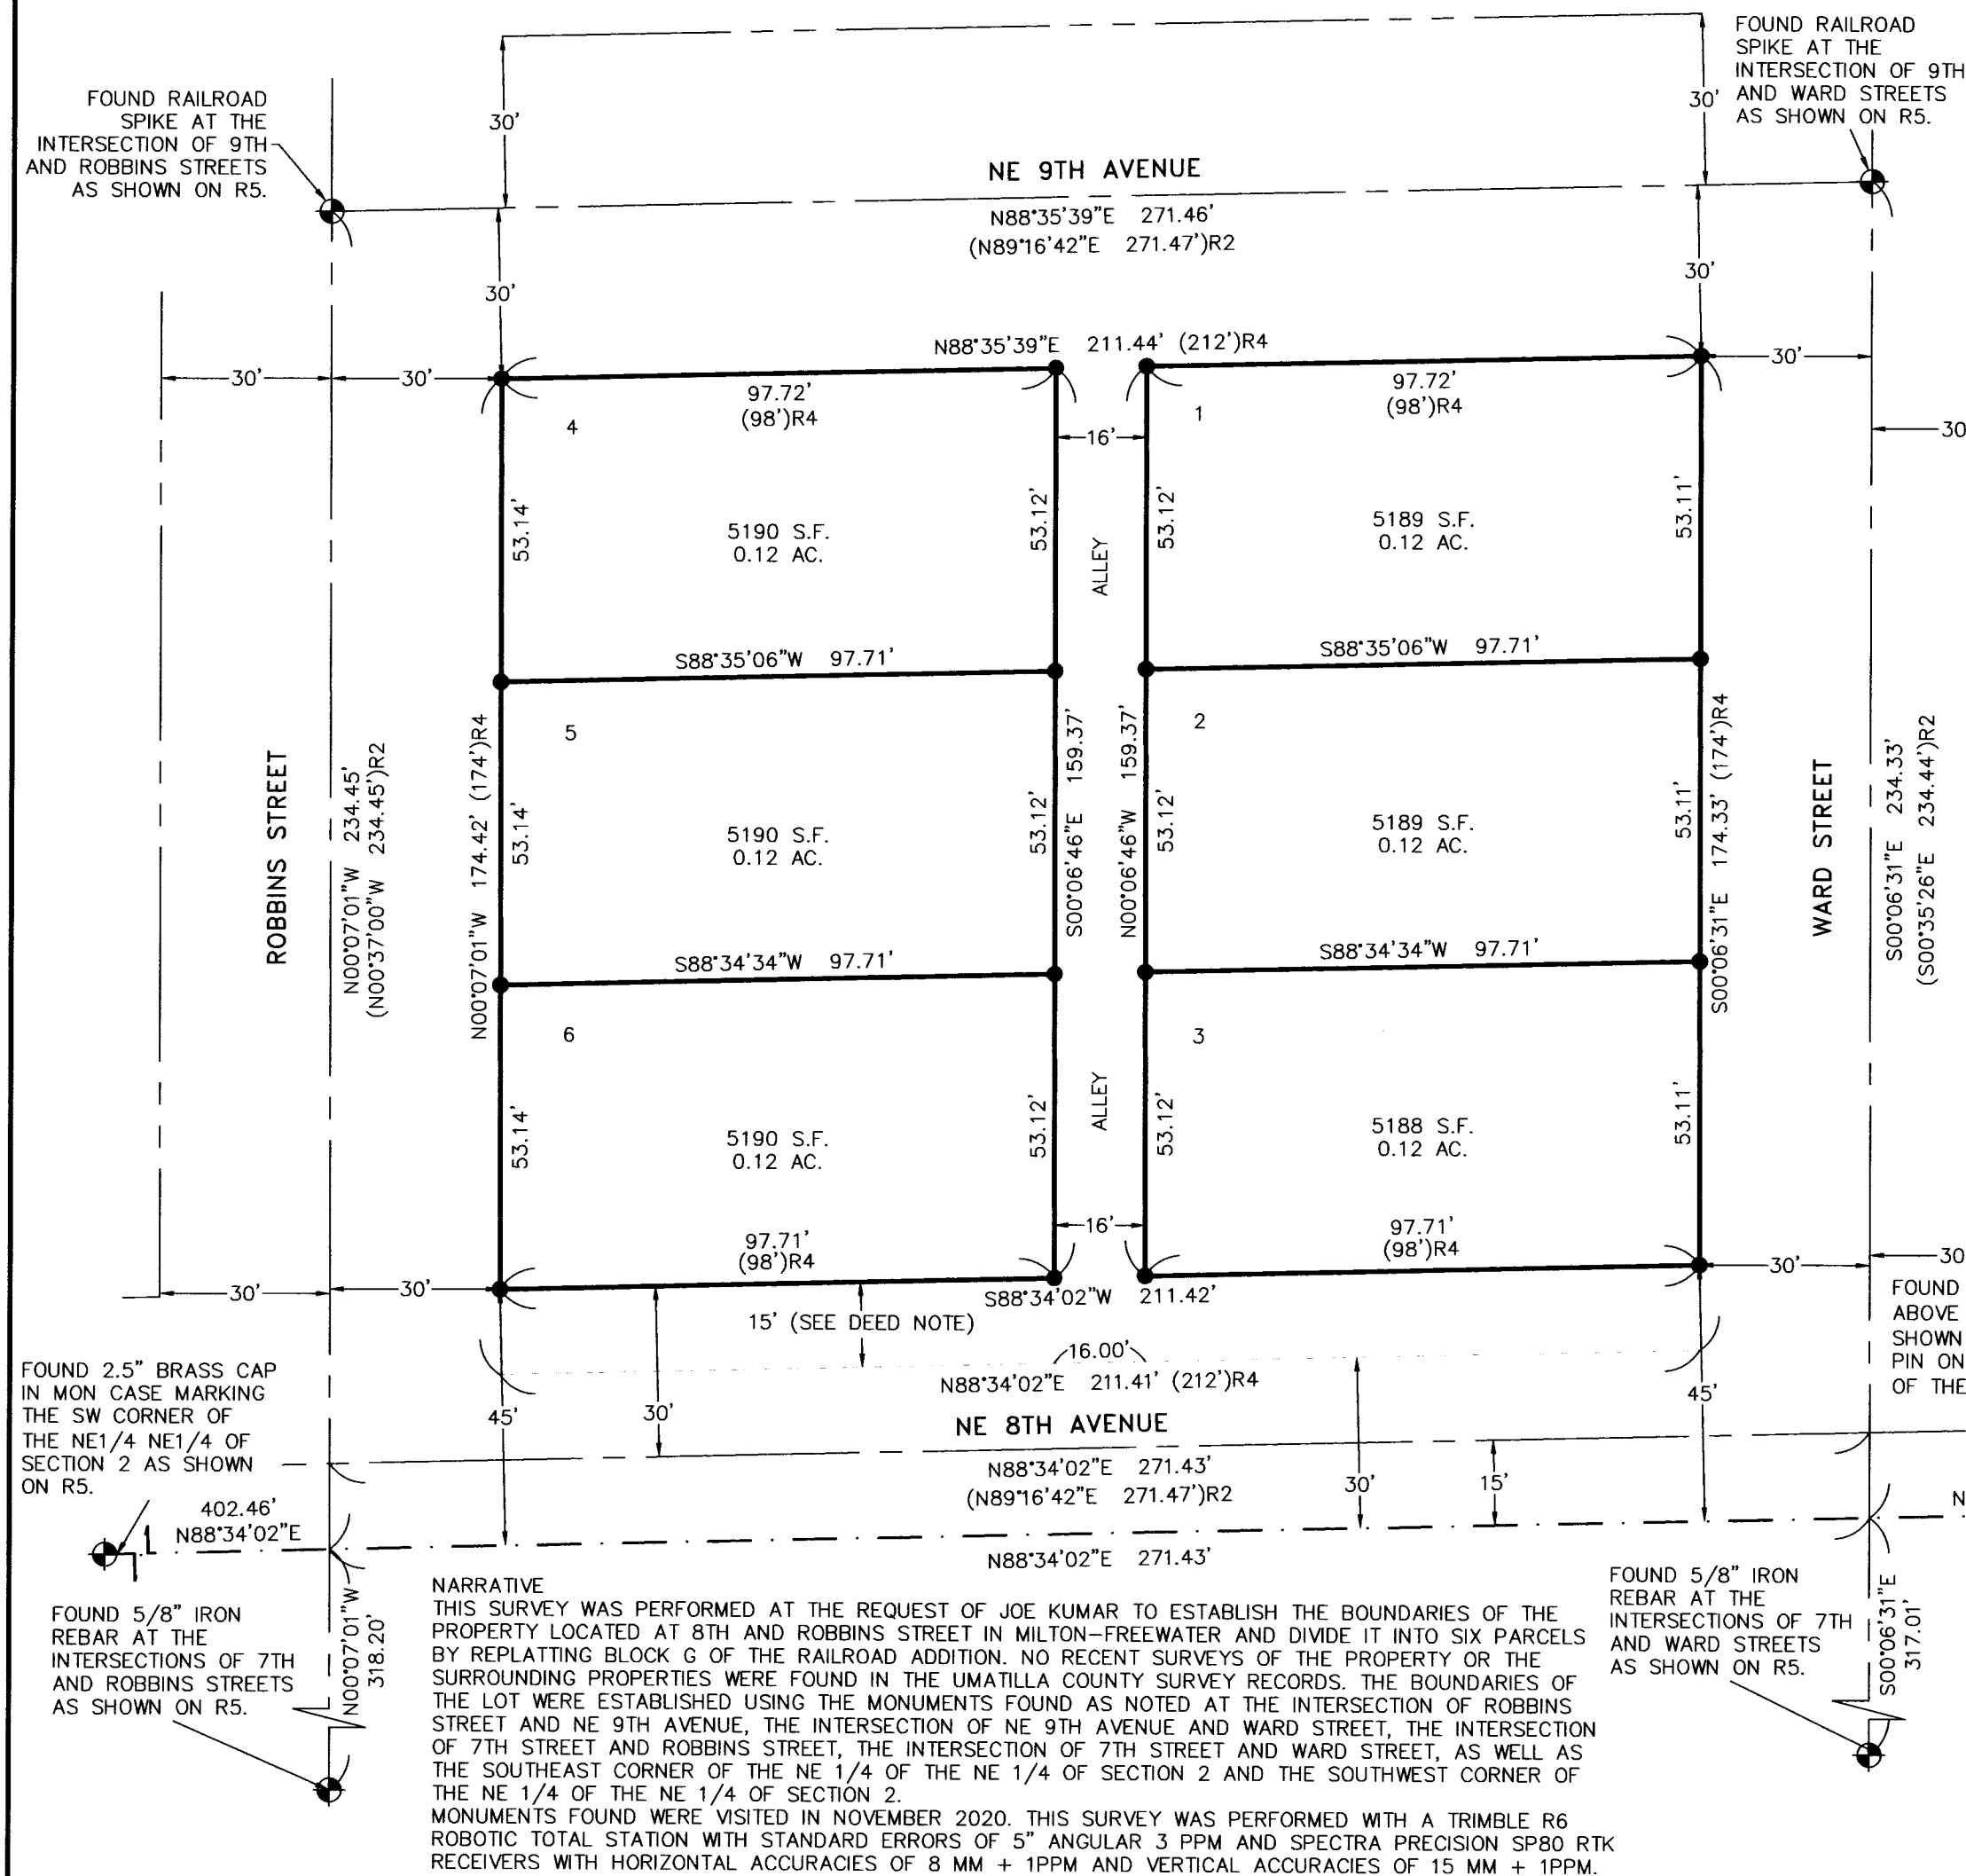 FOUND RAILROAD
SPIKE AT THE
INTERSECTION OF 9TH
AND ROBBINS STREETS
AS SHOWN ON R5.
FOUND RAILROAD
SPIKE AT THE
INTERSECTION OF 9TH
AND WARD STREETS
AS SHOWN ON R5.
30'
30'
NE 9TH AVENUE
N88°35'39"E 271.46'
(N89°16'42"E 271.47')R2
30'
30'
N88°35'39"E 211.44' (212')R4
30'
30'
30'
30
97.72'
(98')R4
97.72'
(98')R4
4
16'
1
53.14'
5190 S.F.
0.12 AC.
53.12'
ALLEY
53.12'
5189 S.F.
0.12 AC.
53.11'
S88°35'06"W 97.71'
S88°35'06"W 97.71'
5
2
ROBBINS STREET
N00°07'01"W 234.45'
(N00°37'00"W 234.45')R2
N00°07'01"W 174.42' (174')R4
53.14'
5190 S.F.
0.12 AC.
53.12'
S00°06'46"E 159.37'
N00°06'46"W 159.37'
53.12'
5189 S.F.
0.12 AC.
53.11'
S00°06'31"E 174.33' (174')R4
WARD STREET
S00°06'31"E 234.33'
(S00°35'26"E 234.44')R2
S88°34'34"W 97.71'
S88°34'34"W 97.71'
6
3
53.14'
5190 S.F.
0.12 AC.
53.12'
ALLEY
53.12'
5188 S.F.
0.12 AC.
53.11'
97.71'
(98')R4
16'
97.71'
(98')R4
30'
30'
30'
30
S88°34'02"W 211.42'
15' (SEE DEED NOTE)
16.00'
N88°34'02"E 211.41' (212')R4
FOUND
ABOVE
SHOWN
PIN ON
OF THE
FOUND 2.5" BRASS CAP
IN MON CASE MARKING
THE SW CORNER OF
THE NE1/4 NE1/4 OF
SECTION 2 AS SHOWN
ON R5.
45'
30'
NE 8TH AVENUE
45'
N88°34'02"E 271.43'
(N89°16'42"E 271.47')R2
30'
15'
N
402.46'
N88°34'02"E
N88°34'02"E 271.43'
FOUND 5/8" IRON
REBAR AT THE
INTERSECTIONS OF 7TH
AND ROBBINS STREETS
AS SHOWN ON R5.
N00°07'01"W
318.20'
FOUND 5/8" IRON
REBAR AT THE
INTERSECTIONS OF 7TH
AND WARD STREETS
AS SHOWN ON R5.
S00°06'31"E
317.01'
NARRATIVE
THIS SURVEY WAS PERFORMED AT THE REQUEST OF JOE KUMAR TO ESTABLISH THE BOUNDARIES OF THE
PROPERTY LOCATED AT 8TH AND ROBBINS STREET IN MILTON-FREEWATER AND DIVIDE IT INTO SIX PARCELS
BY REPLATTING BLOCK G OF THE RAILROAD ADDITION. NO RECENT SURVEYS OF THE PROPERTY OR THE
SURROUNDING PROPERTIES WERE FOUND IN THE UMATILLA COUNTY SURVEY RECORDS. THE BOUNDARIES OF
THE LOT WERE ESTABLISHED USING THE MONUMENTS FOUND AS NOTED AT THE INTERSECTION OF ROBBINS
STREET AND NE 9TH AVENUE, THE INTERSECTION OF NE 9TH AVENUE AND WARD STREET, THE INTERSECTION
OF 7TH STREET AND ROBBINS STREET, THE INTERSECTION OF 7TH STREET AND WARD STREET, AS WELL AS
THE SOUTHEAST CORNER OF THE NE 1/4 OF THE NE 1/4 OF SECTION 2 AND THE SOUTHWEST CORNER OF
THE NE 1/4 OF THE NE 1/4 OF SECTION 2.
MONUMENTS FOUND WERE VISITED IN NOVEMBER 2020. THIS SURVEY WAS PERFORMED WITH A TRIMBLE R6
ROBOTIC TOTAL STATION WITH STANDARD ERRORS OF 5" ANGULAR 3 PPM AND SPECTRA PRECISION SP80 RTK
RECEIVERS WITH HORIZONTAL ACCURACIES OF 8 MM + 1PPM AND VERTICAL ACCURACIES OF 15 MM + 1PPM.